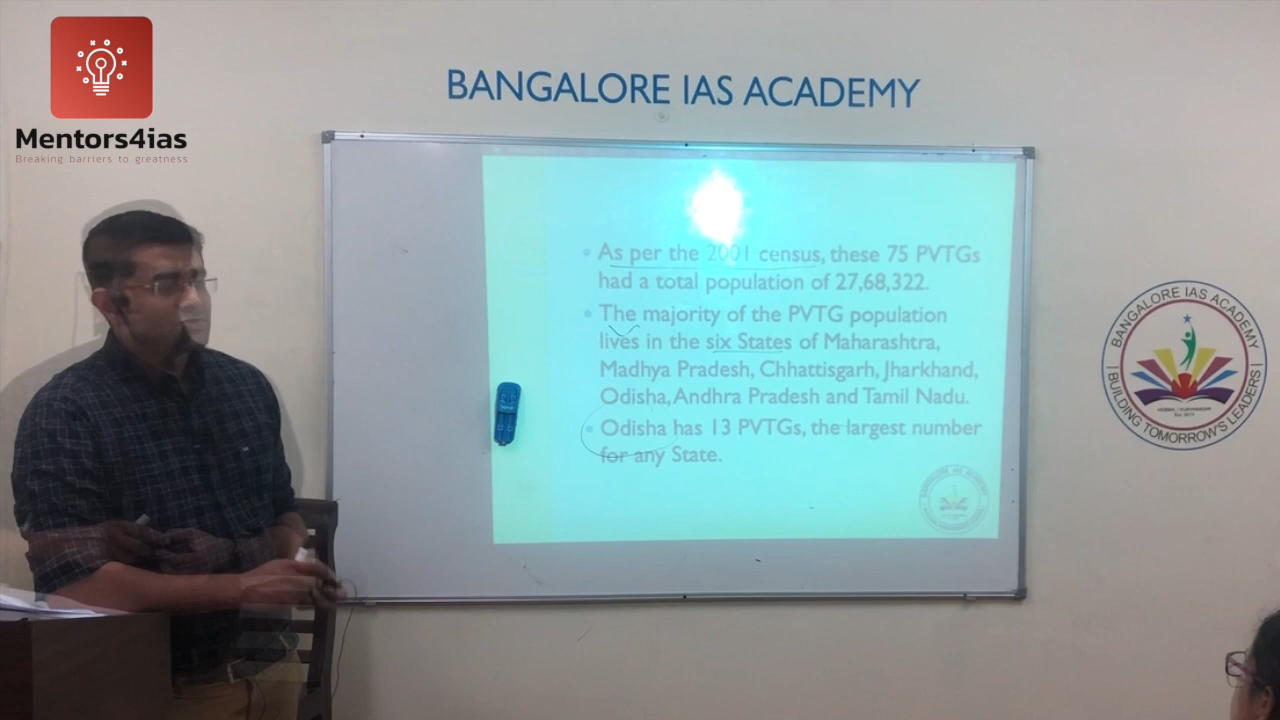 Mentors4ias
Breaking barriers to greatness
BANGALORE IAS ACADEMY
• As per the 2001 census, these 75 PVTGs
had a total population of 27,68,322.
• The majority of the PVTG population
lives in the six States of Maharashtra,
Madhya Pradesh, Chhattisgarh, Jharkhand,
Odisha, Andhra Pradesh and Tamil Nadu.
• Odisha has 13 PVTGs, the largest number
for any State.
BANGALORE IAS ACADEMY
BUILDING TOMORROW'S LEADERS